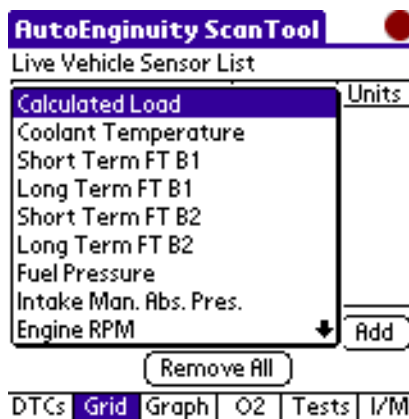 AutoEnginuity ScanTool
Live Vehicle Sensor List
Units
Calculated Load
Coolant Temperature
Short Term FT B1
Long Term FT B1
Short Term FT B2
Long Term FT B2
Fuel Pressure
Intake Man. Abs. Pres.
Engine RPM
Add
Remove All
DTCs Grid Graph O2 Tests I/M